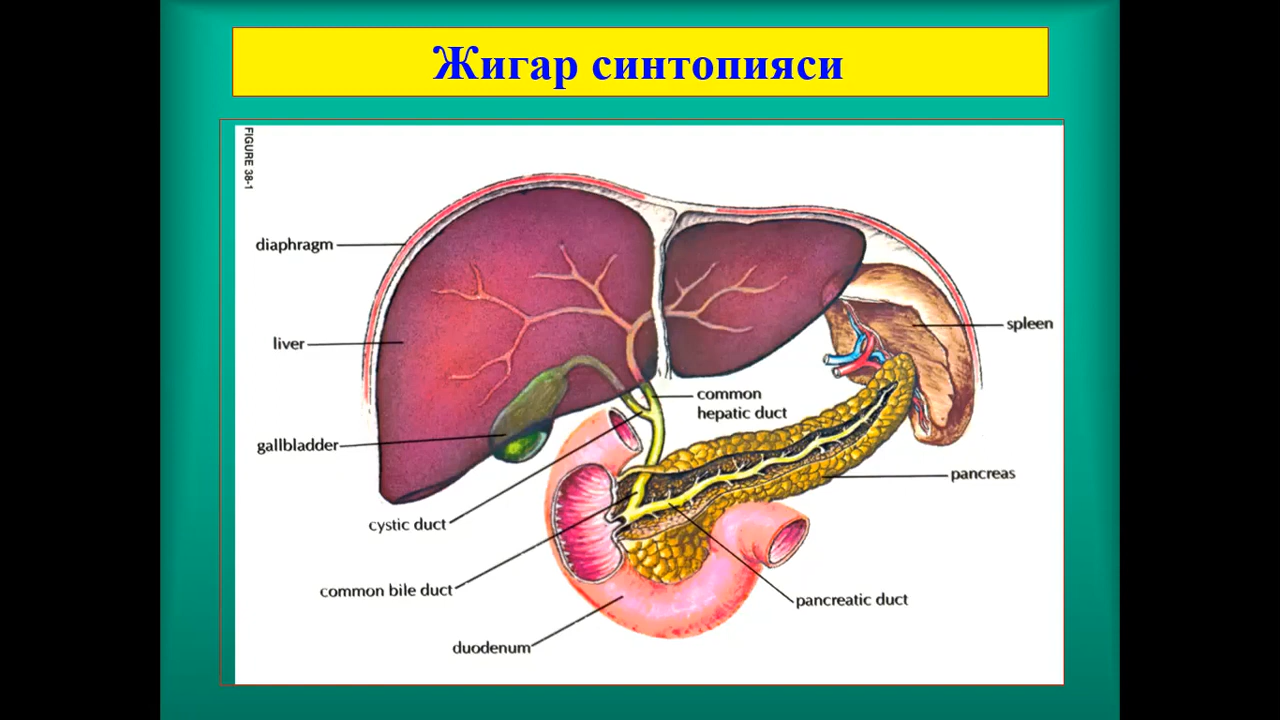 Жигар синтопияси
FIGURE 38-1
diaphragm
liver
spleen
common
hepatic duct
gallbladder
pancreas
cystic duct
common bile duct
pancreatic duct
duodenum